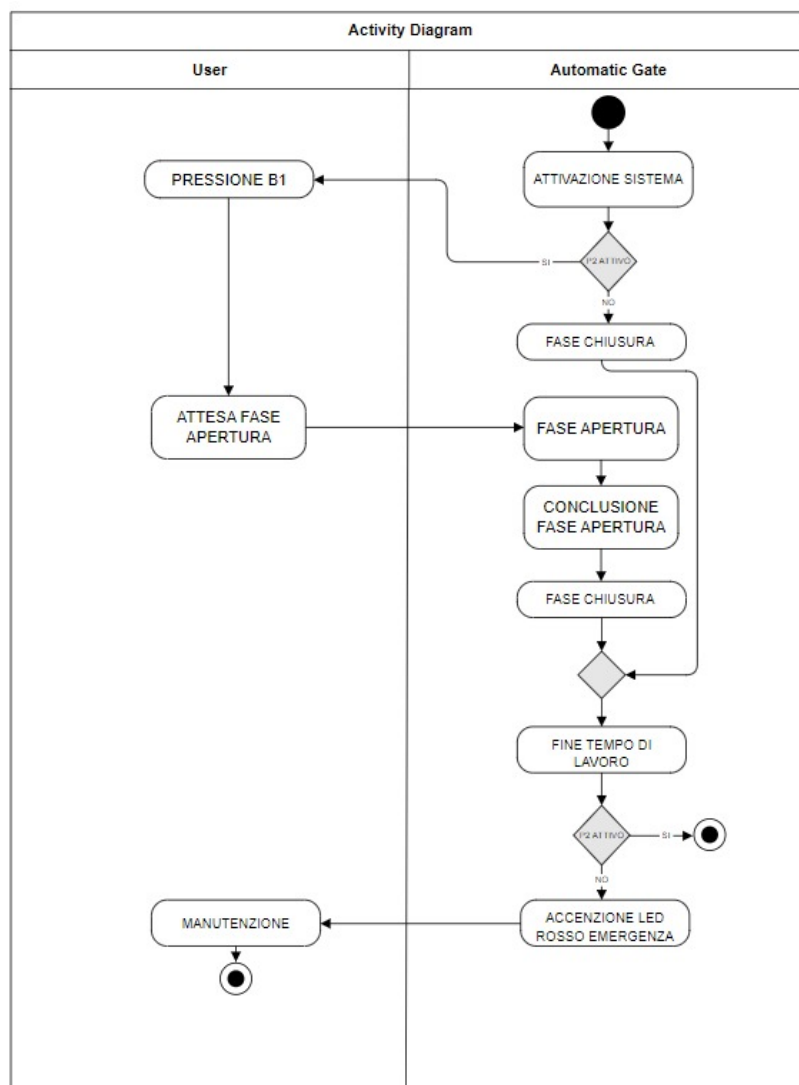 Activity Diagram
User
Automatic Gate
PRESSIONE B1
ATTIVAZIONE SISTEMA
SI
P2 ATTIVO
NO
FASE CHIUSURA
ATTESA FASE
APERTURA
FASE APERTURA
CONCLUSIONE
FASE APERTURA
FASE CHIUSURA
FINE TEMPO DI
LAVORO
P2 ATTIVO
SI
NO
MANUTENZIONE
ACCENZIONE LED
ROSSO EMERGENZA